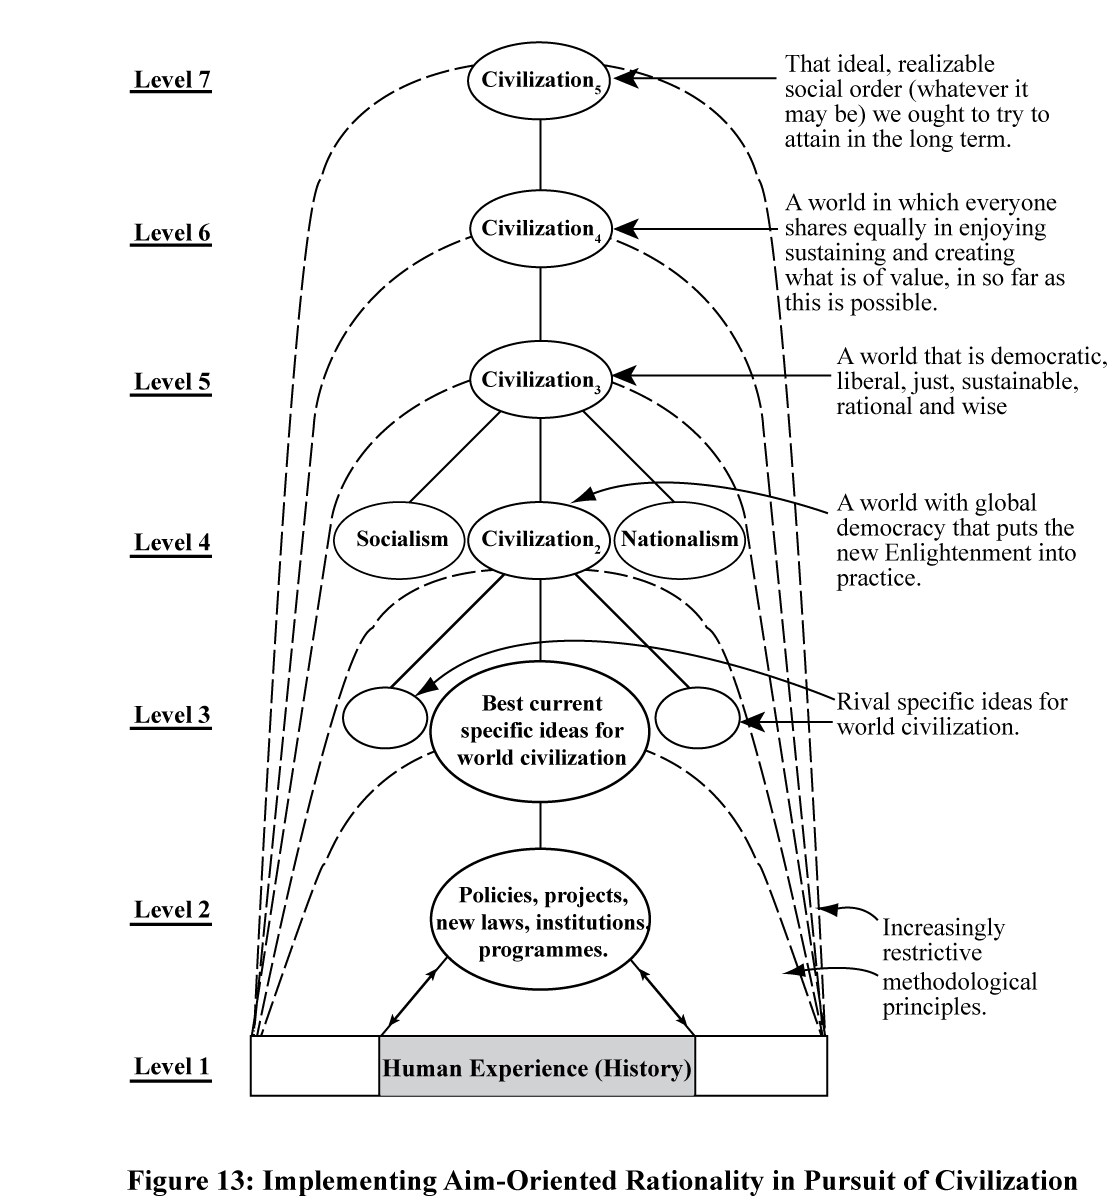 Level 7
Civilization5
That ideal, realizable
social order (whatever it
may be) we ought to try to
attain in the long term.
Level 6
Civilization4
A world in which everyone
shares equally in enjoying
sustaining and creating
what is of value, in so far as
this is possible.
Level 5
Civilization3
A world that is democratic,
liberal, just, sustainable,
rational and wise
Level 4
Socialism
Civilization2
Nationalism
A world with global
democracy that puts the
new Enlightenment into
practice.
Level 3
Best current
specific ideas for
world civilization
Rival specific ideas for
world civilization.
Level 2
Policies, projects,
new laws, institutions,
programmes.
Increasingly
restrictive
methodological
principles.
Level 1
Human Experience (History)
Figure 13: Implementing Aim-Oriented Rationality in Pursuit of Civilization